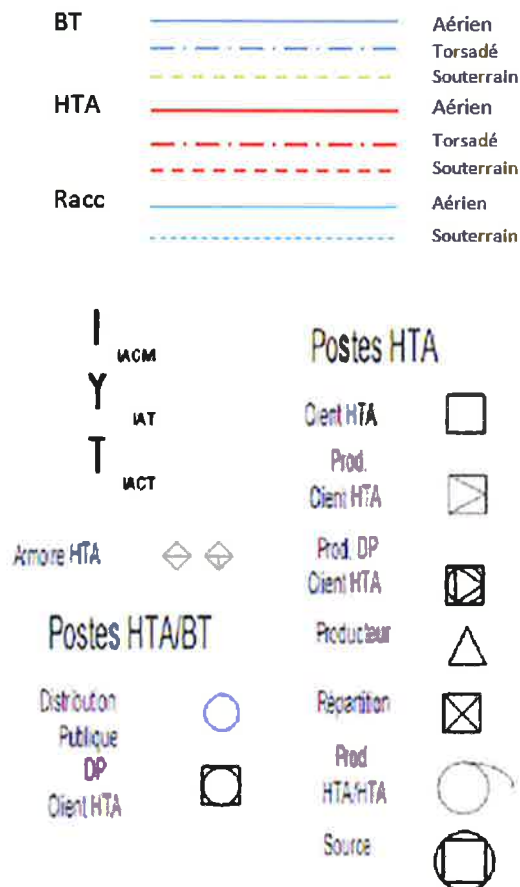 BT
Aérien
Torsadé
Souterrain
HTA
Aérien
Torsadé
Souterrain
Racc
Aérien
Souterrain
I
IACM
Y
IAT
T
IACT
Armoire HTA
Postes HTA/BT
Distribution
Publique
DP
Client HTA
Postes HTA
Client HTA
Prod.
Client HTA
Prod. DP
Client HTA
Producteur
Répartition
Prod
HTA/HTA
Source